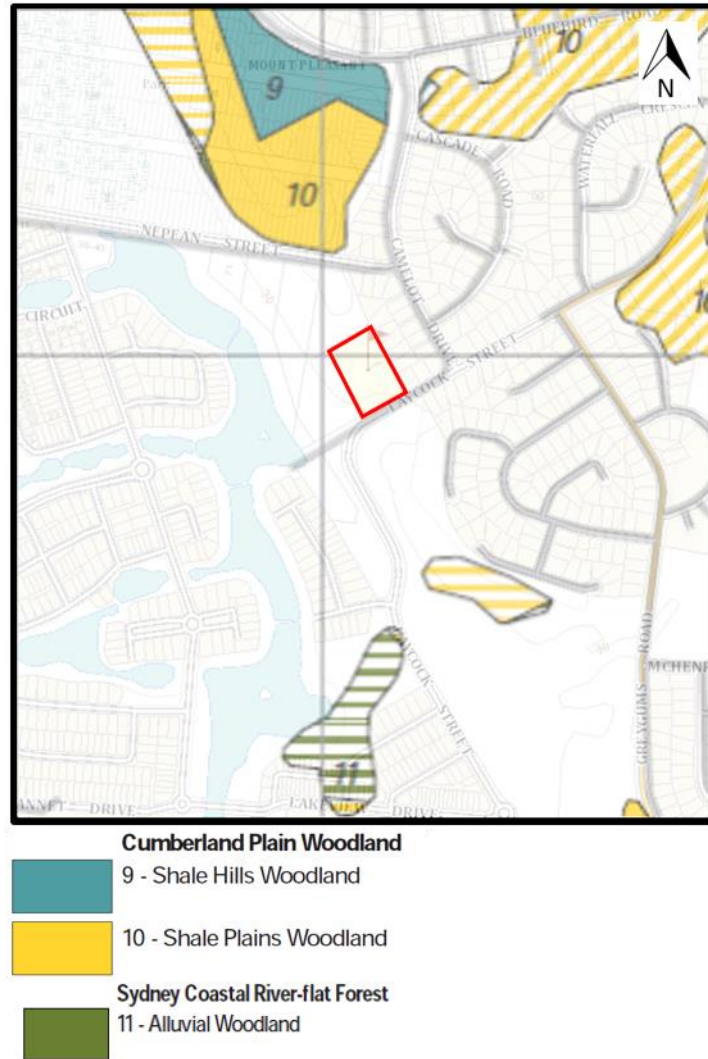 BLUEBIRD ROAD
10
N
MOUNT PLEASANT
9
CASCADE
ROAD
WATERFALL
10
NEPEAN STREET
CAMELOT
DRIVE
CIRCUIT
LAYCOCK STREET
GREYGUMS
ROAD
LAYCOCK
STREET
11
LAKEVIEW DRIVE
Cumberland Plain Woodland
9 - Shale Hills Woodland
10 - Shale Plains Woodland
Sydney Coastal River-flat Forest
11 - Alluvial Woodland